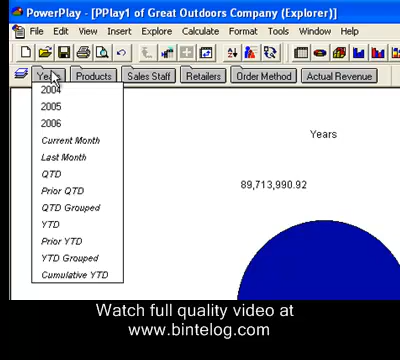 PowerPlay - [PPlay1 of Great Outdoors Company (Explorer)]
File Edit View Insert Explore Calculate Format Tools Window Help
Years Products Sales Staff Retailers Order Method Actual Revenue
2004
2005
2006
Current Month
Last Month
QTD
Prior QTD
QTD Grouped
YTD
Prior YTD
YTD Grouped
Cumulative YTD
Years
89,713,990.92
Watch full quality video at
www.bintelog.com